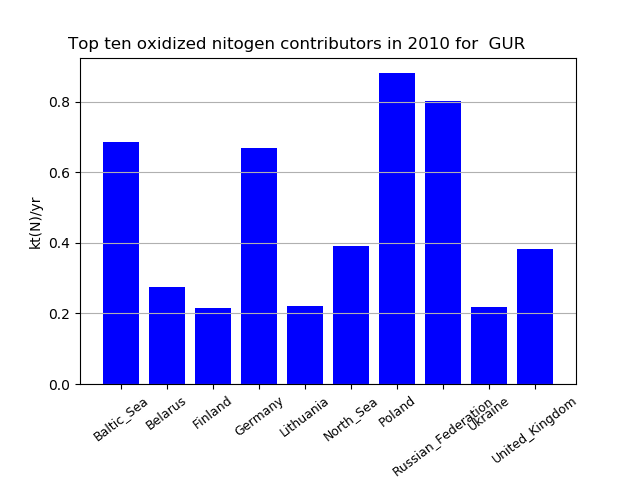 Top ten oxidized nitogen contributors in 2010 for  GUR
kt(N)/yr
0.8
0.6
0.4
0.2
0.0
Baltic_Sea
Belarus
Finland
Germany
Lithuania
North_Sea
Poland
Russian_Federation
Ukraine
United_Kingdom